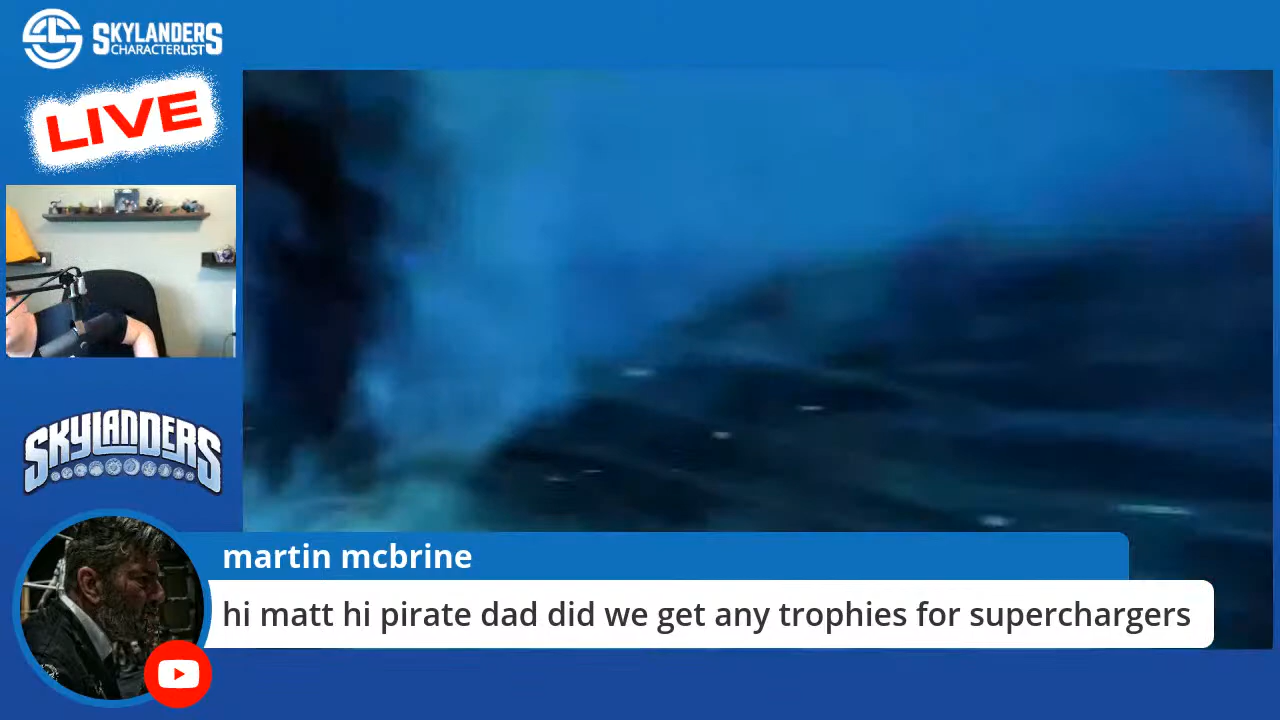 SKYLANDERS
CHARACTERLIST
LIVE
SKYLANDERS
martin mcbrine
hi matt hi pirate dad did we get any trophies for superchargers